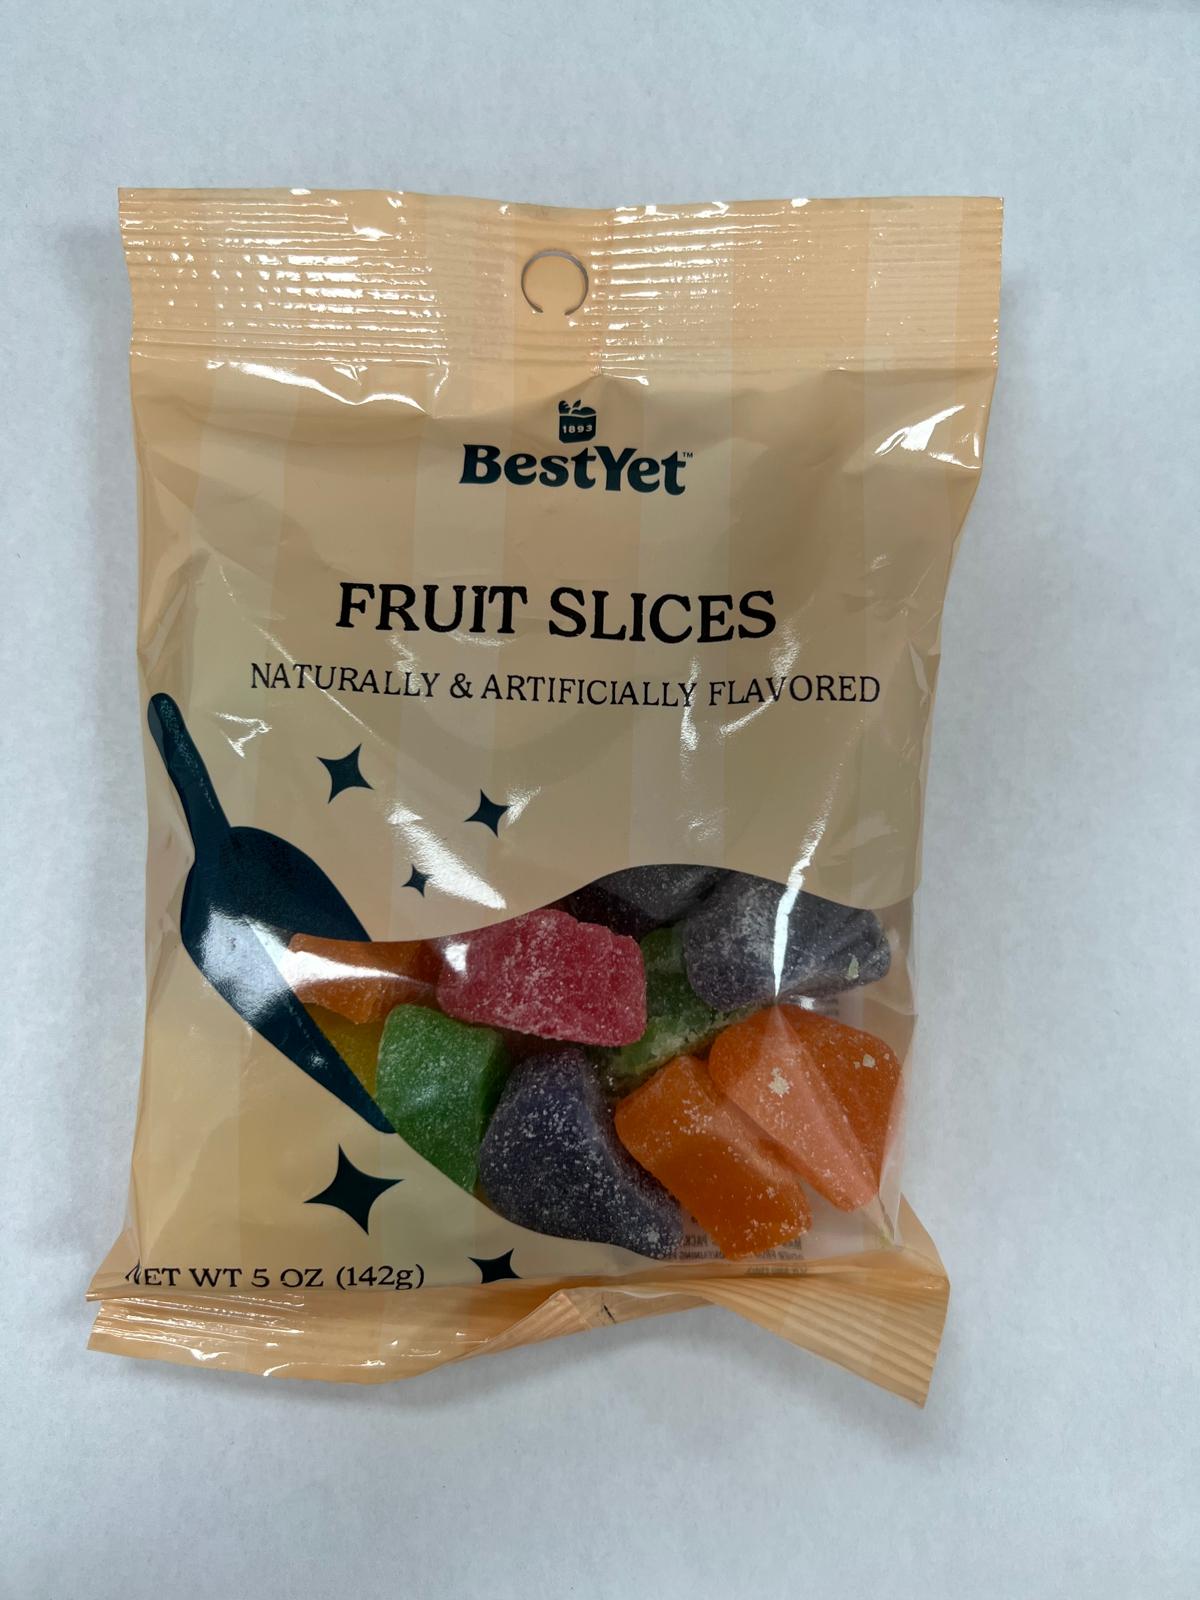 1893
BestYet™
FRUIT SLICES
NATURALLY & ARTIFICIALLY FLAVORED
NET WT 5 OZ (142g)